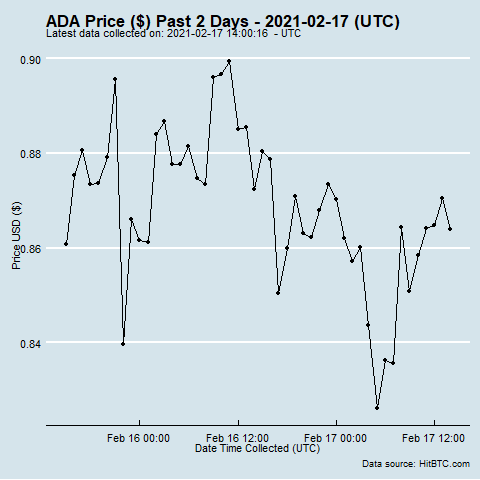 ADA Price ($) Past 2 Days - 2021-02-17 (UTC)
Latest data collected on: 2021-02-17 14:00:16 - UTC
0.90
0.88
0.86
0.84
Price USD ($)
Feb 16 00:00
Feb 16 12:00
Feb 17 00:00
Feb 17 12:00
Date Time Collected (UTC)
Data source: HitBTC.com